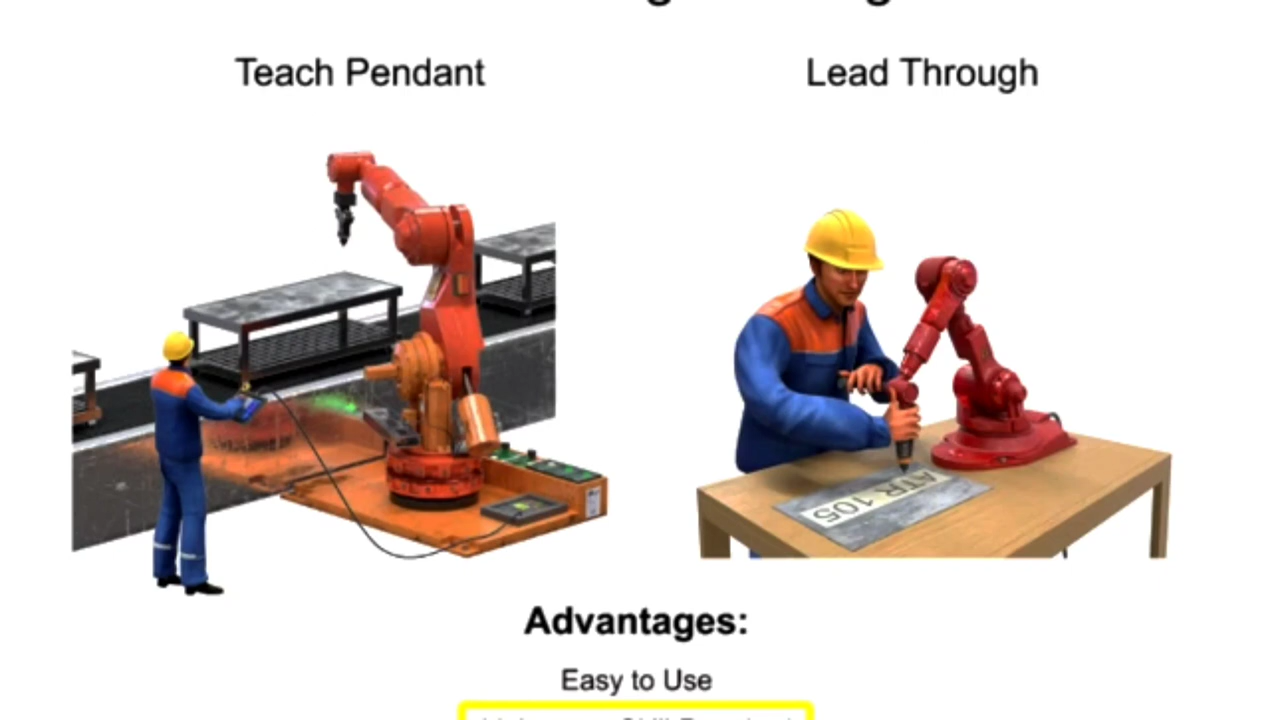 Teach Pendant
Lead Through
ATR 105
Advantages:
Easy to Use